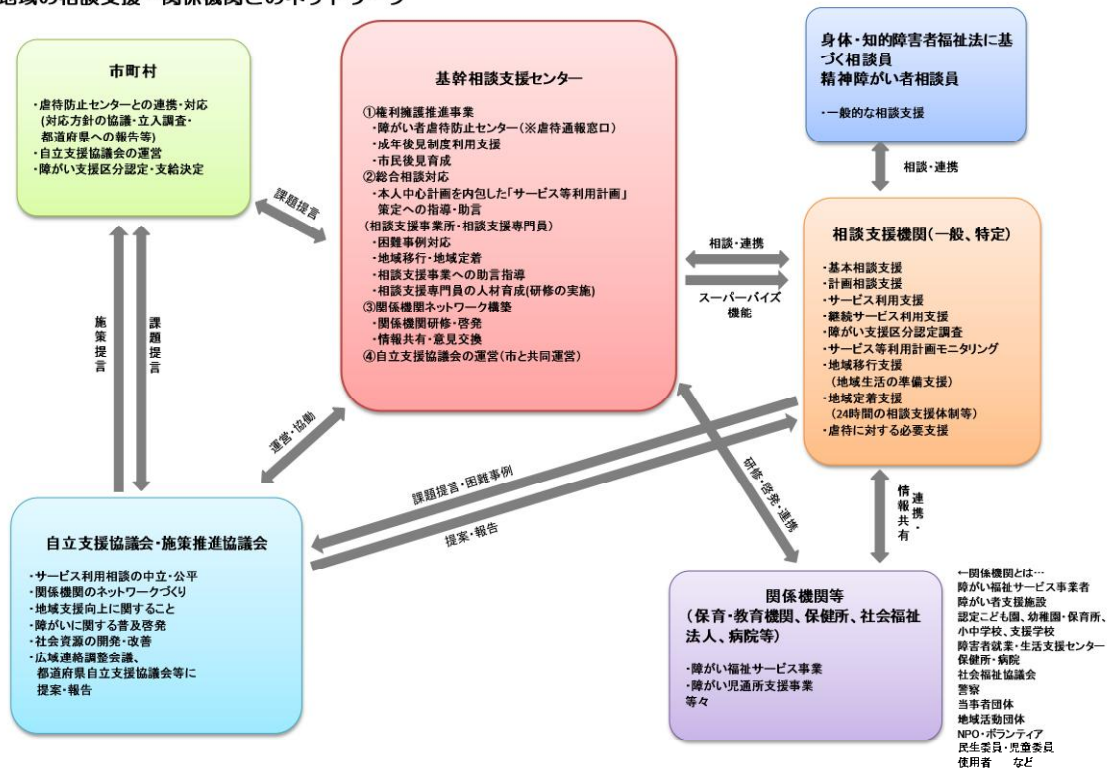 地域の相談支援・関係機関とのネットワーク
市町村
・虐待防止センターとの連携・対応
(対応方針の協議・立入調査・
都道府県への報告等)
・自立支援協議会の運営
・障がい支援区分認定・支給決定
基幹相談支援センター
①権利擁護推進事業
・障がい者虐待防止センター(※虐待通報窓口)
・成年後見制度利用支援
・市民後見育成
②総合相談対応
・本人中心計画を内包した「サービス等利用計画」
策定への指導・助言
(相談支援事業所・相談支援専門員)
・困難事例対応
・地域移行・地域定着
・相談支援事業への助言指導
・相談支援専門員の人材育成(研修の実施)
③関係機関ネットワーク構築
・関係機関研修・啓発
・情報共有・意見交換
④自立支援協議会の運営(市と共同運営)
身体・知的障害者福祉法に基
づく相談員
精神障がい者相談員
・一般的な相談支援
相談・連携
課題提言
相談・連携
スーパーバイズ
機能
相談支援機関(一般、特定)
・基本相談支援
・計画相談支援
・サービス利用支援
・継続サービス利用支援
・障がい支援区分認定調査
・サービス等利用計画モニタリング
・地域移行支援
(地域生活の準備支援)
・地域定着支援
(24時間の相談支援体制等)
・虐待に対する必要支援
施策提言
課題提言
運営・協働
課題提言・困難事例
提案・報告
研修・啓発・連携
連携・
情報共有
自立支援協議会・施策推進協議会
・サービス利用相談の中立・公平
・関係機関のネットワークづくり
・地域支援向上に関すること
・障がいに関する普及啓発
・社会資源の開発・改善
・広域連絡調整会議、
都道府県自立支援協議会等に
提案・報告
関係機関等
(保育・教育機関、保健所、社会福祉
法人、病院等)
・障がい福祉サービス事業
・障がい児通所支援事業
等々
←関係機関とは…
障がい福祉サービス事業者
障がい者支援施設
認定こども園、幼稚園・保育所、
小中学校、支援学校
障害者就業・生活支援センター
保健所・病院
社会福祉協議会
警察
当事者団体
地域活動団体
NPO・ボランティア
民生委員・児童委員
使用者 など